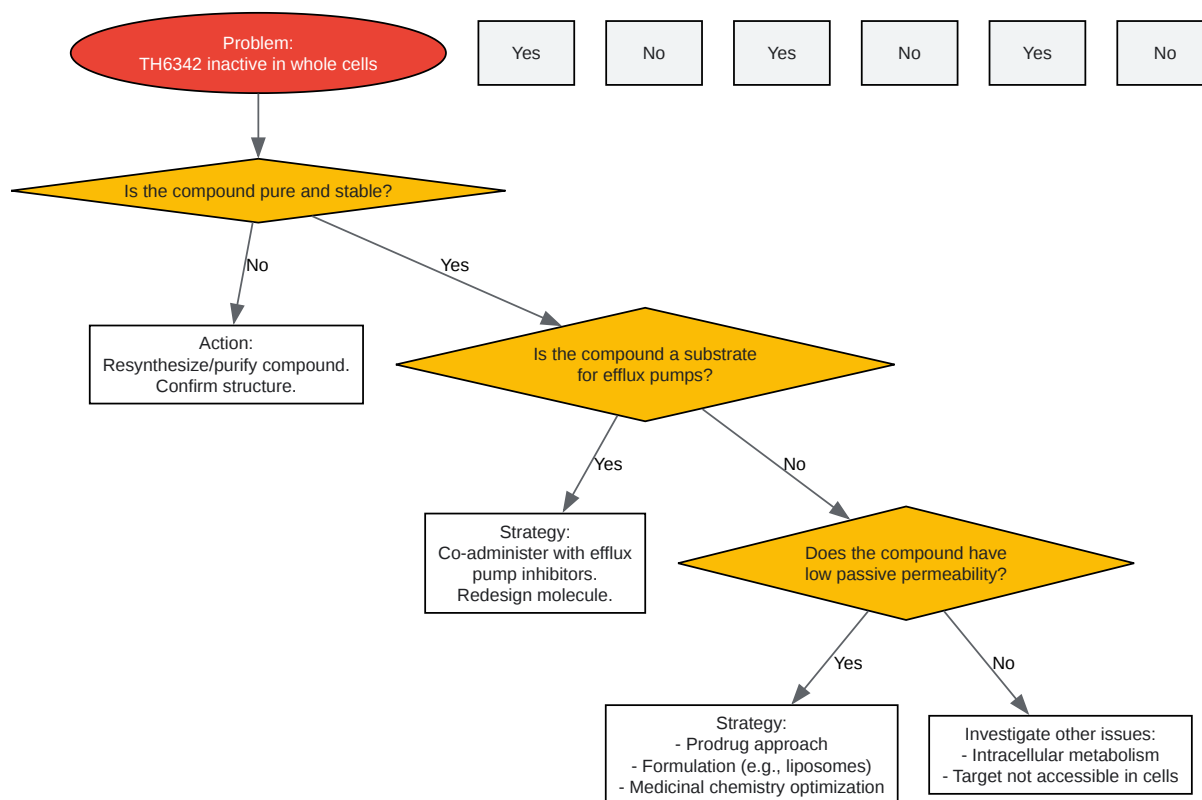 Problem:
TH6342 inactive in whole cells
Yes
No
Yes
No
Yes
No
Is the compound pure and stable?
No
Yes
Action:
Resynthesize/purify compound.
Confirm structure.
Is the compound a substrate
for efflux pumps?
Yes
No
Strategy:
Co-administer with efflux
pump inhibitors.
Redesign molecule.
Does the compound have
low passive permeability?
Yes
No
Strategy:
- Prodrug approach
- Formulation (e.g., liposomes)
- Medicinal chemistry optimization
Investigate other issues:
- Intracellular metabolism
- Target not accessible in cells